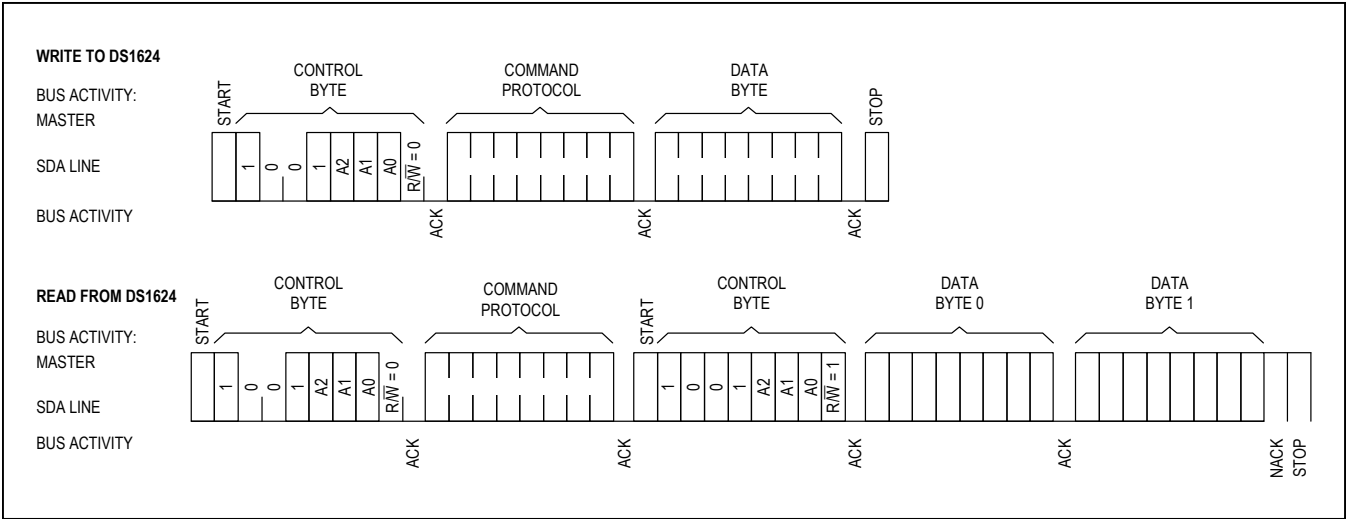 WRITE TO DS1624
CONTROL
BYTE
COMMAND
PROTOCOL
DATA
BYTE
BUS ACTIVITY:
MASTER
START
STOP
SDA LINE
1 0 0 1 A2 A1 A0 R/W̅ = 0
BUS ACTIVITY
ACK ACK ACK
READ FROM DS1624
CONTROL
BYTE
COMMAND
PROTOCOL
CONTROL
BYTE
DATA
BYTE 0
DATA
BYTE 1
BUS ACTIVITY:
MASTER
START
START
SDA LINE
1 0 0 1 A2 A1 A0 R/W̅ = 0
1 0 0 1 A2 A1 A0 R/W̅ = 1
BUS ACTIVITY
ACK ACK ACK ACK NACK STOP